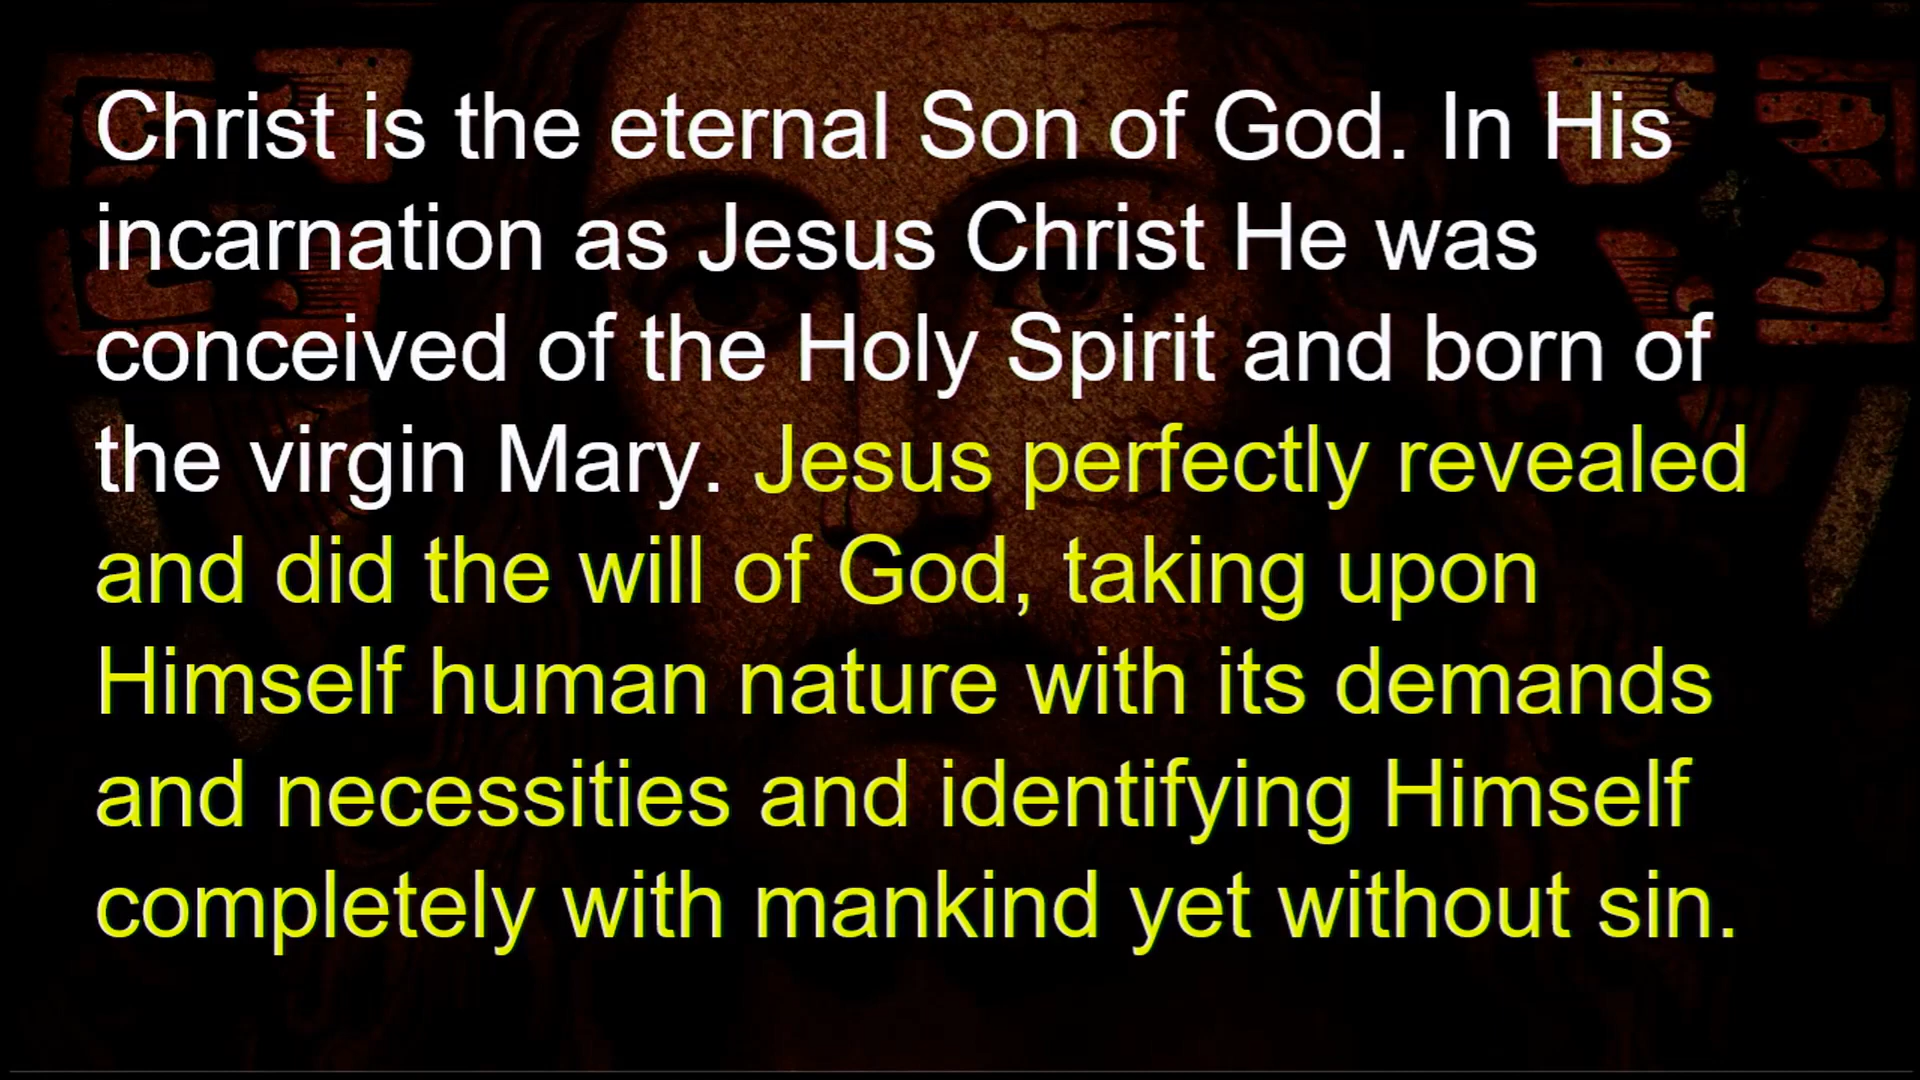 Christ is the eternal Son of God. In His
incarnation as Jesus Christ He was
conceived of the Holy Spirit and born of
the virgin Mary. Jesus perfectly revealed
and did the will of God, taking upon
Himself human nature with its demands
and necessities and identifying Himself
completely with mankind yet without sin.